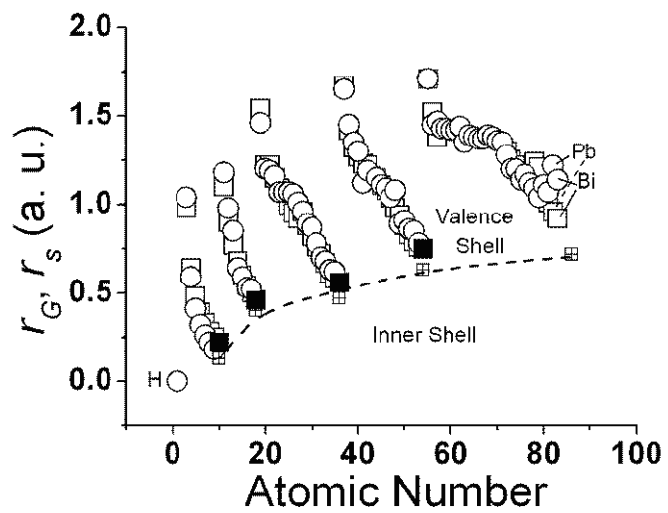 2.0
1.5
1.0
0.5
0.0
r_G, r_s (a. u.)
H
Pb
Bi
Valence
Shell
Inner Shell
0 20 40 60 80 100
Atomic Number